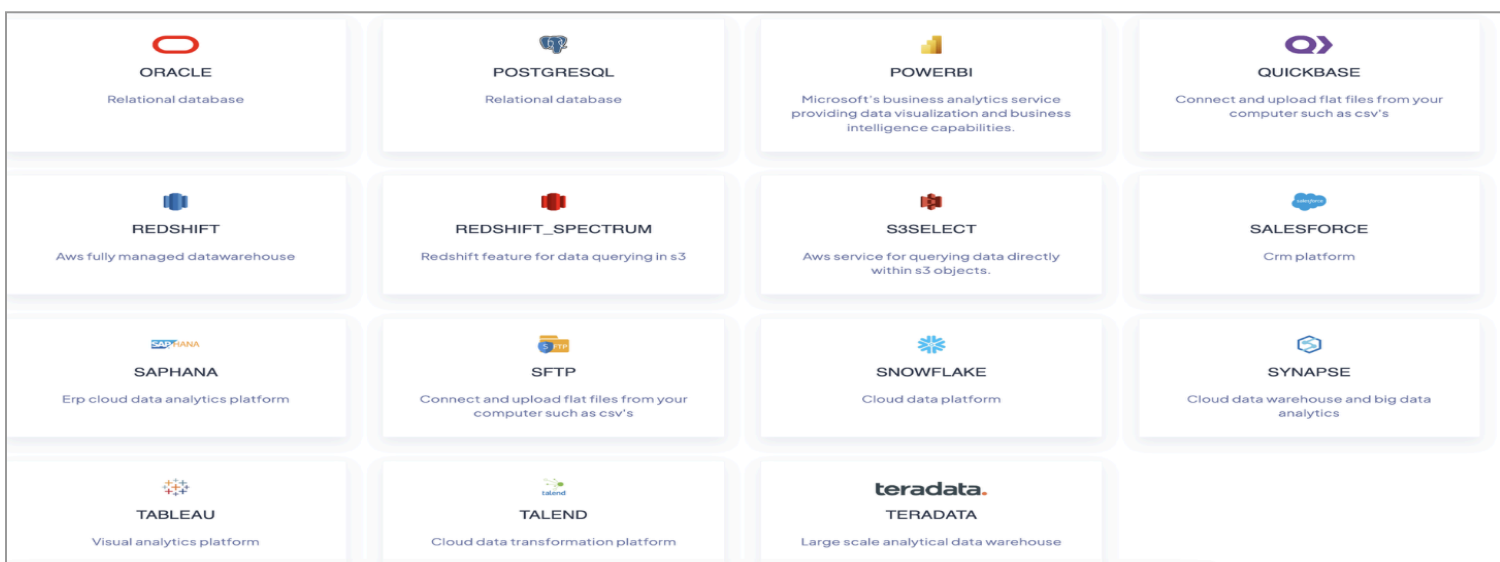 ORACLE
Relational database
POSTGRESQL
Relational database
POWERBI
Microsoft's business analytics service
providing data visualization and business
intelligence capabilities.
QUICKBASE
Connect and upload flat files from your
computer such as csv's
REDSHIFT
Aws fully managed datawarehouse
REDSHIFT_SPECTRUM
Redshift feature for data querying in s3
S3SELECT
Aws service for querying data directly
within s3 objects.
salesforce
SALESFORCE
Crm platform
SAP HANA
SAPHANA
Erp cloud data analytics platform
S FTP
SFTP
Connect and upload flat files from your
computer such as csv's
SNOWFLAKE
Cloud data platform
SYNAPSE
Cloud data warehouse and big data
analytics
TABLEAU
Visual analytics platform
talend
TALEND
Cloud data transformation platform
teradata.
TERADATA
Large scale analytical data warehouse